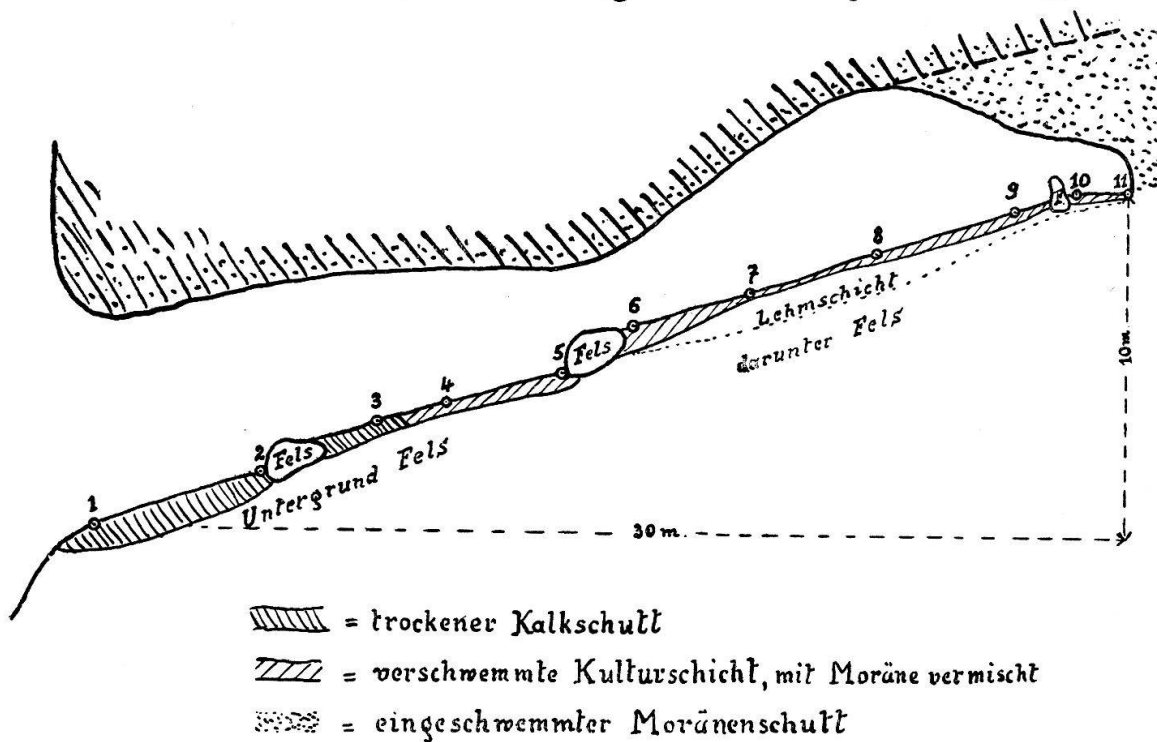 11
10
F
9
8
7
6
Lehmschicht
darunter Fels
10 m
5
Fels
4
3
2
Fels
Untergrund Fels
1
30 m.
= trockener Kalkschutt
= verschwemmte Kulturschicht, mit Moräne vermischt
= eingeschwemmter Moränenschutt